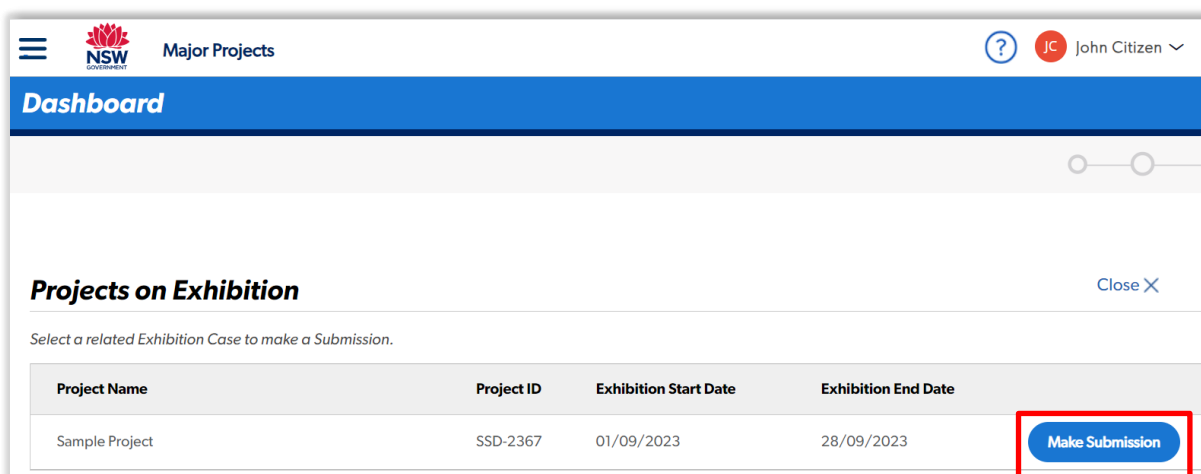 NSW
GOVERNMENT
Major Projects
? JC John Citizen
Dashboard
Projects on Exhibition
Close
Select a related Exhibition Case to make a Submission.
Project Name Project ID Exhibition Start Date Exhibition End Date
Sample Project SSD-2367 01/09/2023 28/09/2023 Make Submission